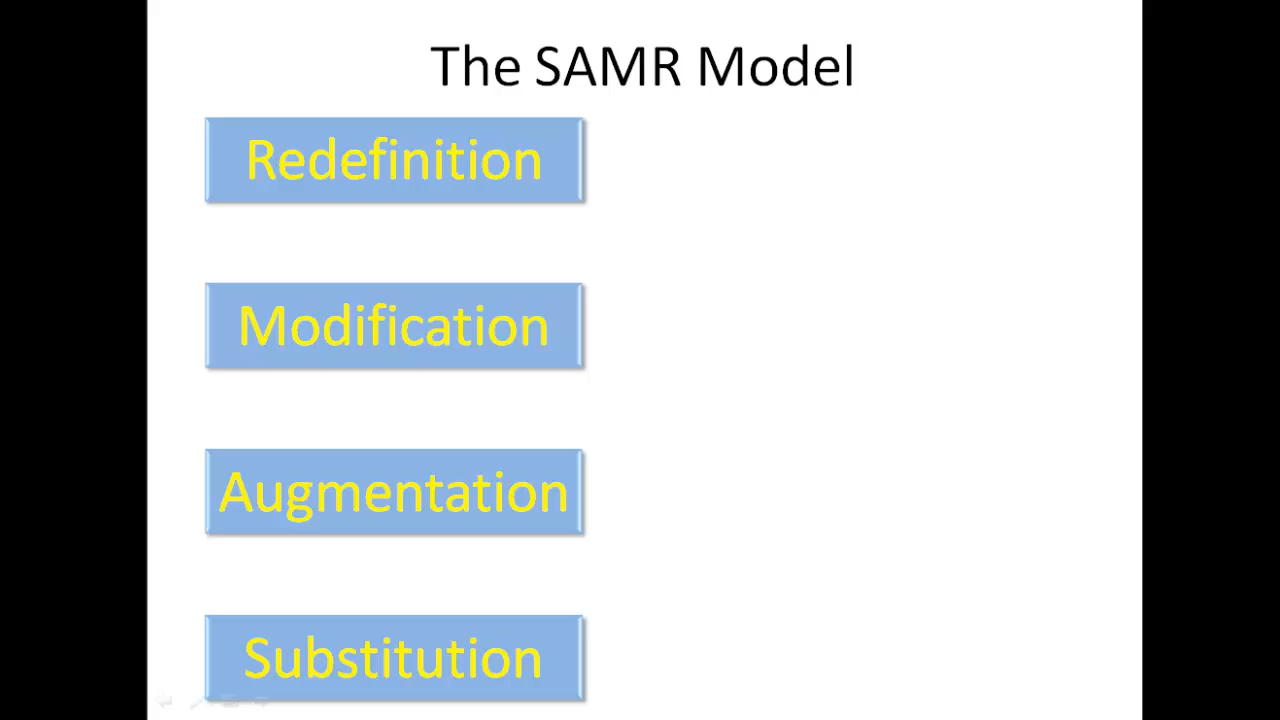 The SAMR Model
Redefinition
Modification
Augmentation
Substitution